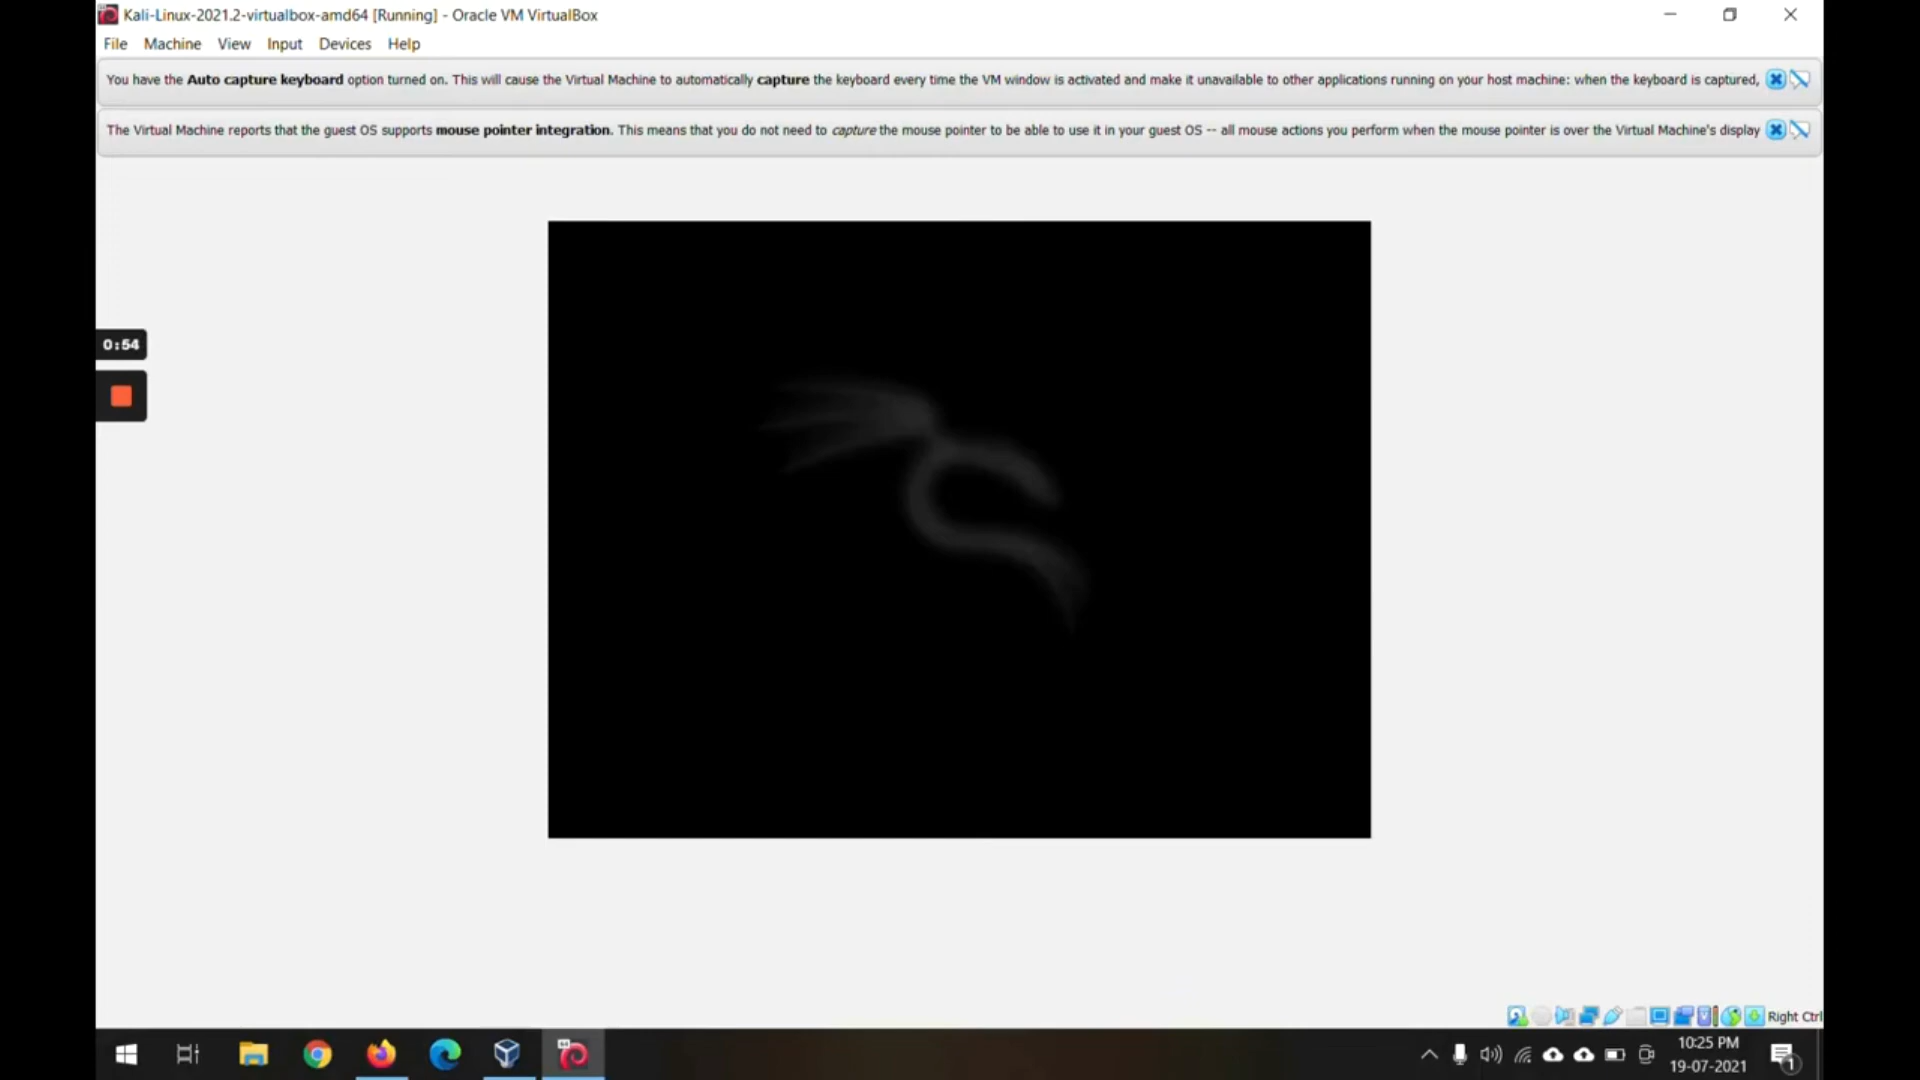 Kali-Linux-2021.2-virtualbox-amd64 [Running] - Oracle VM VirtualBox
File Machine View Input Devices Help
You have the Auto capture keyboard option turned on. This will cause the Virtual Machine to automatically capture the keyboard every time the VM window is activated and make it unavailable to other applications running on your host machine: when the keyboard is captured,
The Virtual Machine reports that the guest OS supports mouse pointer integration. This means that you do not need to capture the mouse pointer to be able to use it in your guest OS -- all mouse actions you perform when the mouse pointer is over the Virtual Machine's display
0:54
Right Ctrl
10:25 PM
19-07-2021
1